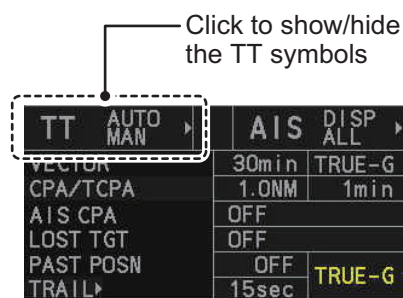 Click to show/hide
the TT symbols
TT AUTO MAN ▸ AIS DISP ALL ▸
VECTOR 30min TRUE-G
CPA/TCPA 1.0NM 1min
AIS CPA OFF
LOST TGT OFF
PAST POSN OFF TRUE-G
TRAIL▸ 15sec